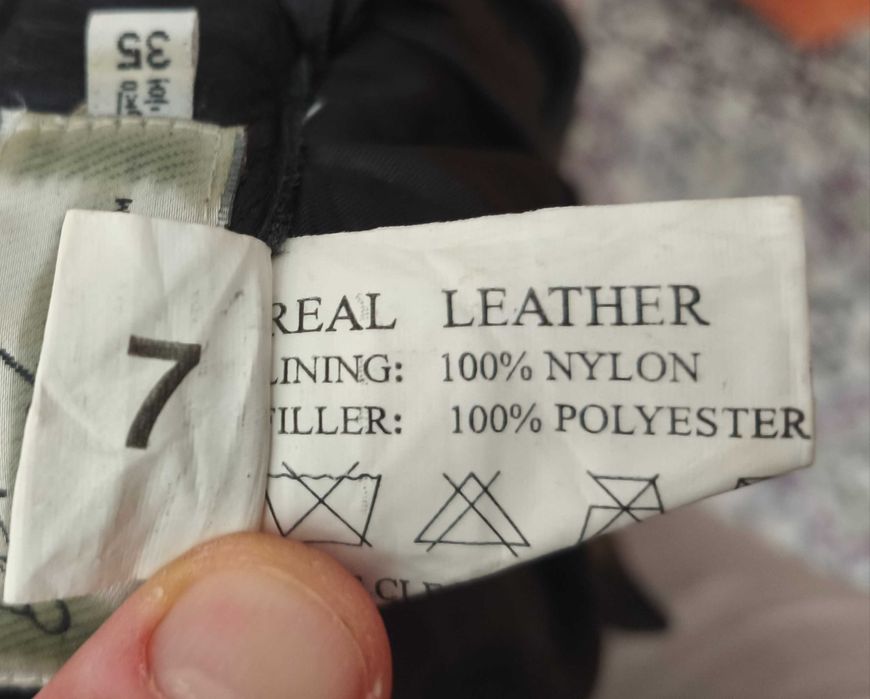 35
7
REAL LEATHER
LINING: 100% NYLON
FILLER: 100% POLYESTER